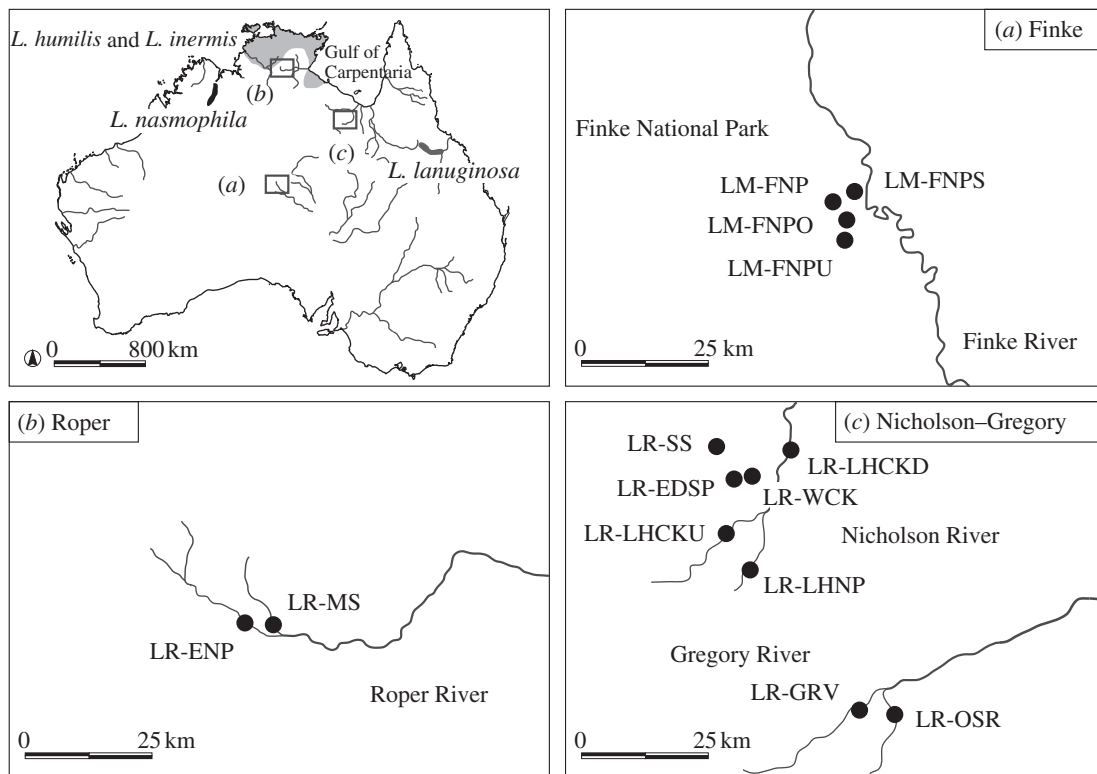 L. humilis and L. inermis
Gulf of
Carpentaria
(b)
L. nasmophila
(c)
(a)
L. lanuginosa
0 800 km
(a) Finke
Finke National Park
LM-FNP
LM-FNPS
LM-FNPO
LM-FNPU
0 25 km
Finke River
(b) Roper
LR-MS
LR-ENP
Roper River
0 25 km
(c) Nicholson–Gregory
LR-SS
LR-LHCKD
LR-EDSP
LR-WCK
LR-LHCKU
Nicholson River
LR-LHNP
Gregory River
LR-GRV
LR-OSR
0 25 km